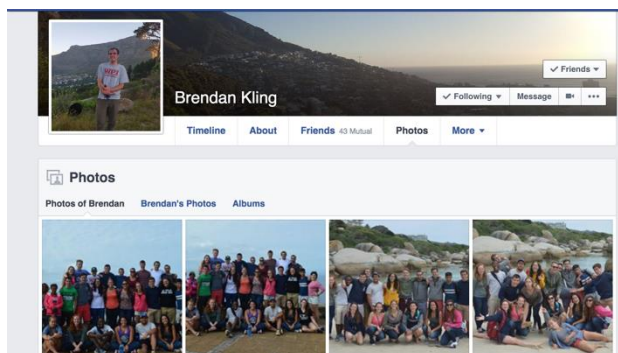 Brendan Kling
Friends
Following
Message
Timeline
About
Friends 43 Mutual
Photos
More
Photos
Photos of Brendan
Brendan's Photos
Albums